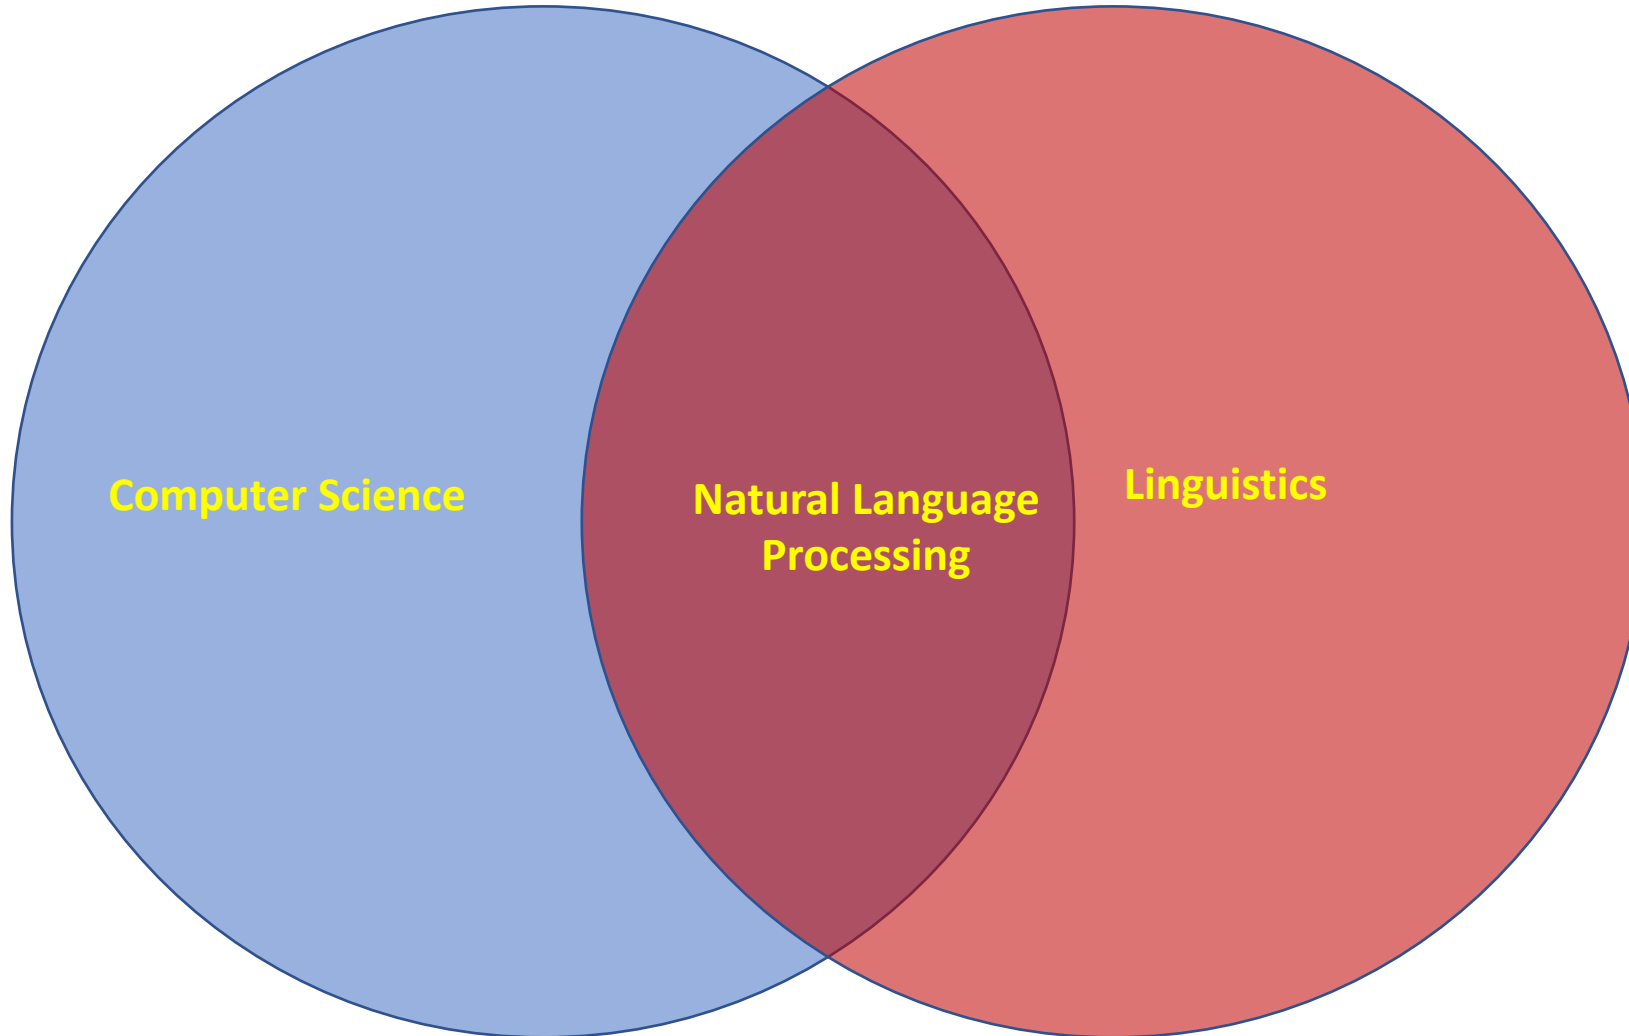 Computer Science
Natural Language
Processing
Linguistics